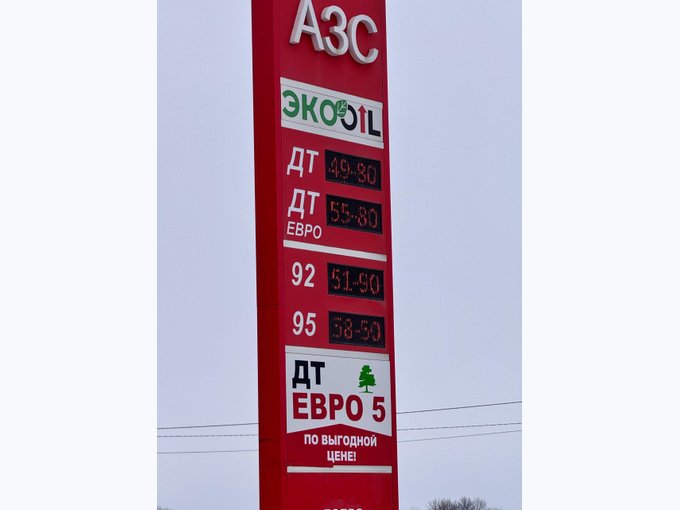 АЗС
ЭКООIL
ДТ 49-80
ДТ 55-80
ЕВРО
92 51-90
95 58-50
ДТ
ЕВРО 5
ПО ВЫГОДНОЙ
ЦЕНЕ!